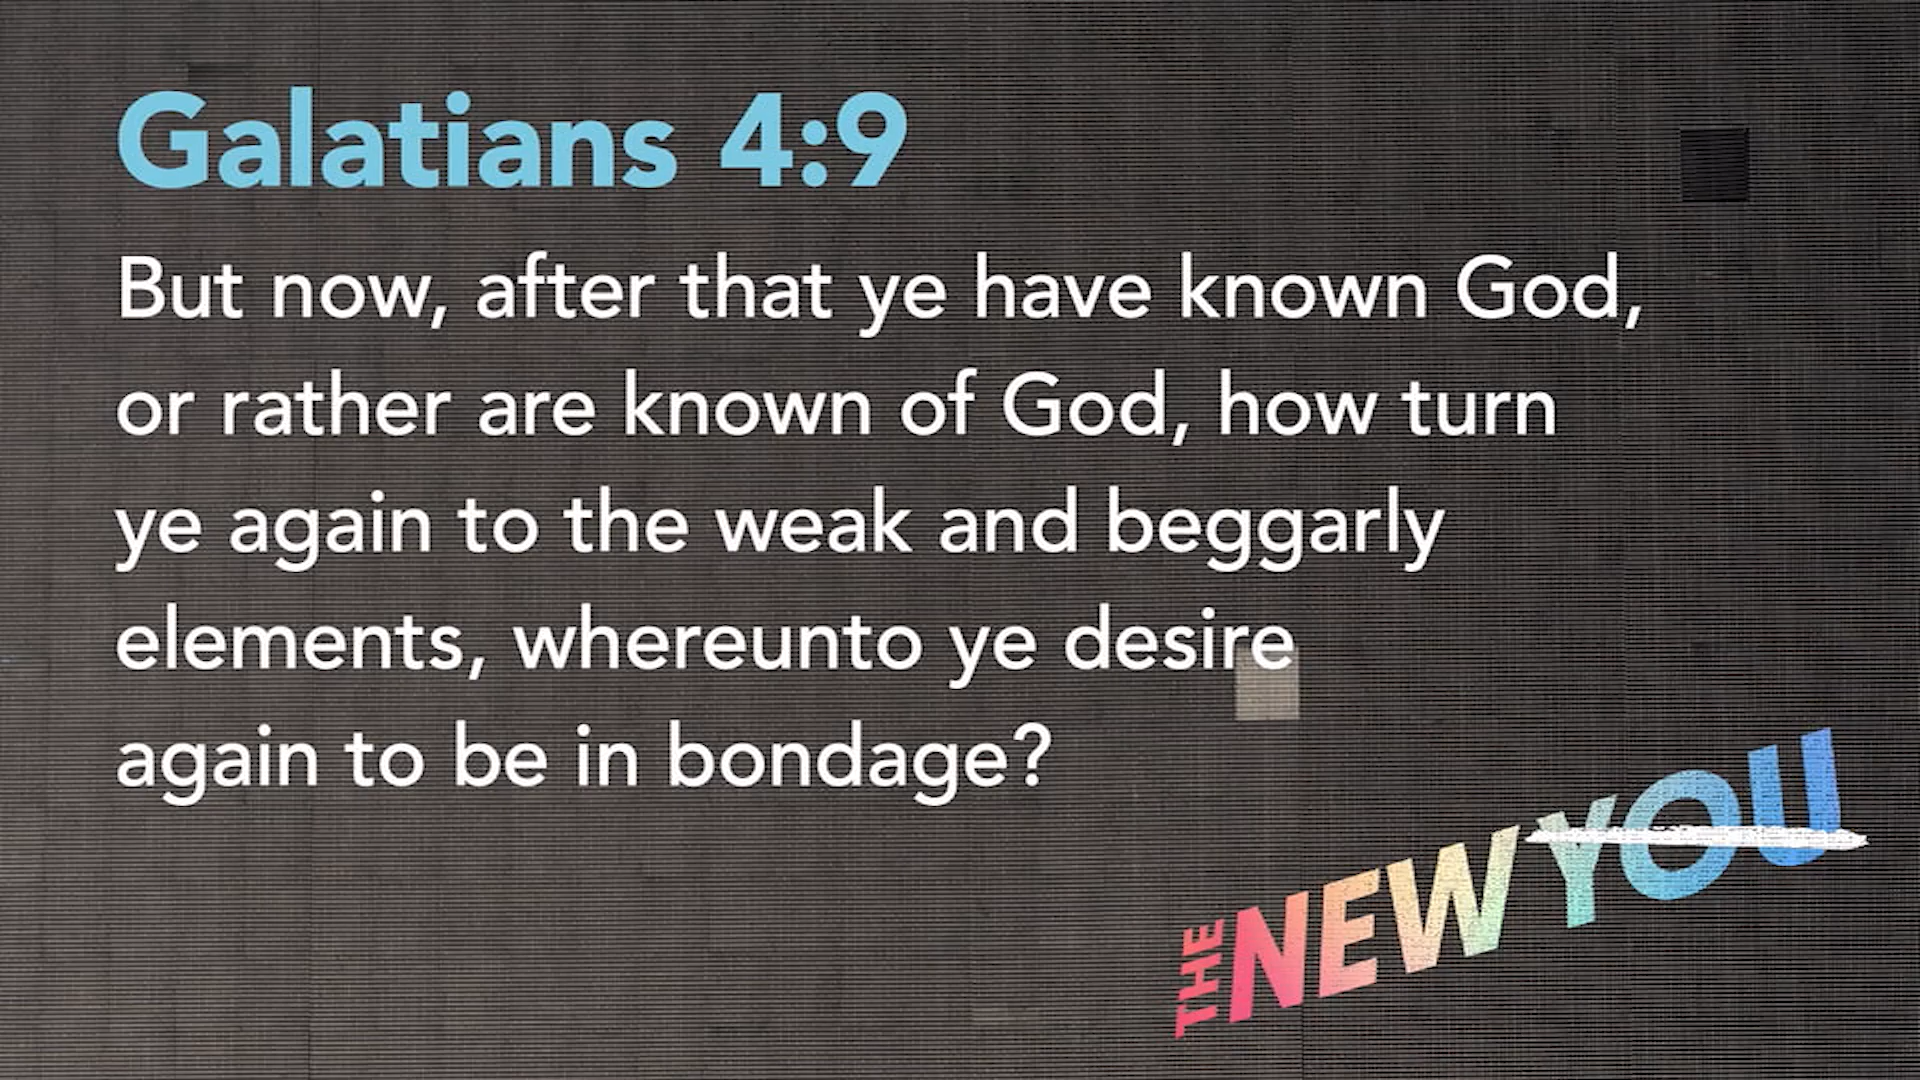 Galatians 4:9
But now, after that ye have known God,
or rather are known of God, how turn
ye again to the weak and beggarly
elements, whereunto ye desire
again to be in bondage?
THE NEW YOU